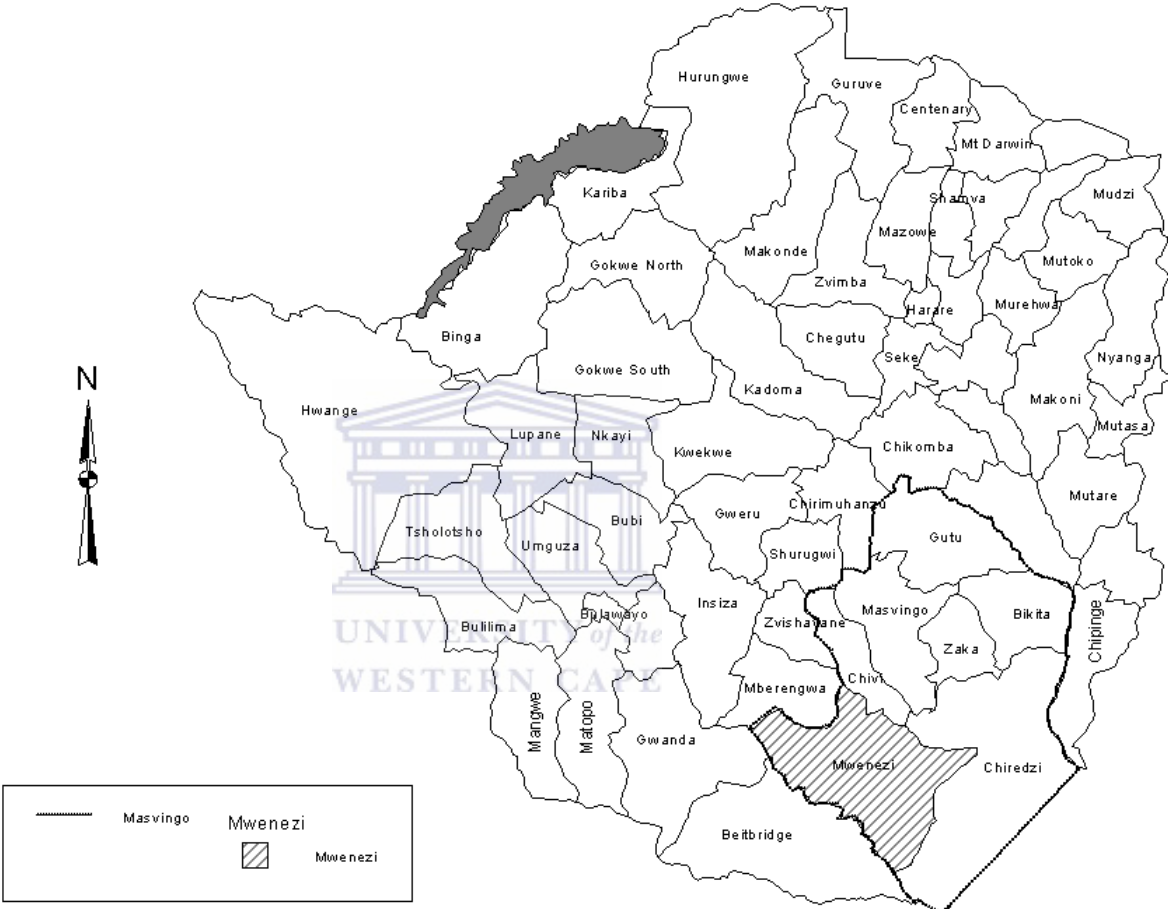 Hurungwe
Guruve
Centenary
Mt Darwin
Kariba
Shamva
Mudzi
Mazowe
Makonde
Gokwe North
Mutoko
Zvimba
Harare
Murehwa
Binga
Chegutu
Seke
Nyanga
Gokwe South
Kadoma
N
Hwange
Makoni
Lupane
Nkayi
Mutasa
Kwekwe
Chikomba
Mutare
Gweru
Chirimuhanzu
Tsholotsho
Bubi
Umguza
Gutu
Shurugwi
Insiza
Masvingo
Bulawayo
Bikita
Zvishavane
Bulilima
Zaka
Chipinge
UNIVERSITY of the
WESTERN CAPE
Chivi
Mberengwa
Mangwe
Matopo
Gwanda
Mwenezi
Chiredzi
Beitbridge
Masvingo
Mwenezi
Mwenezi